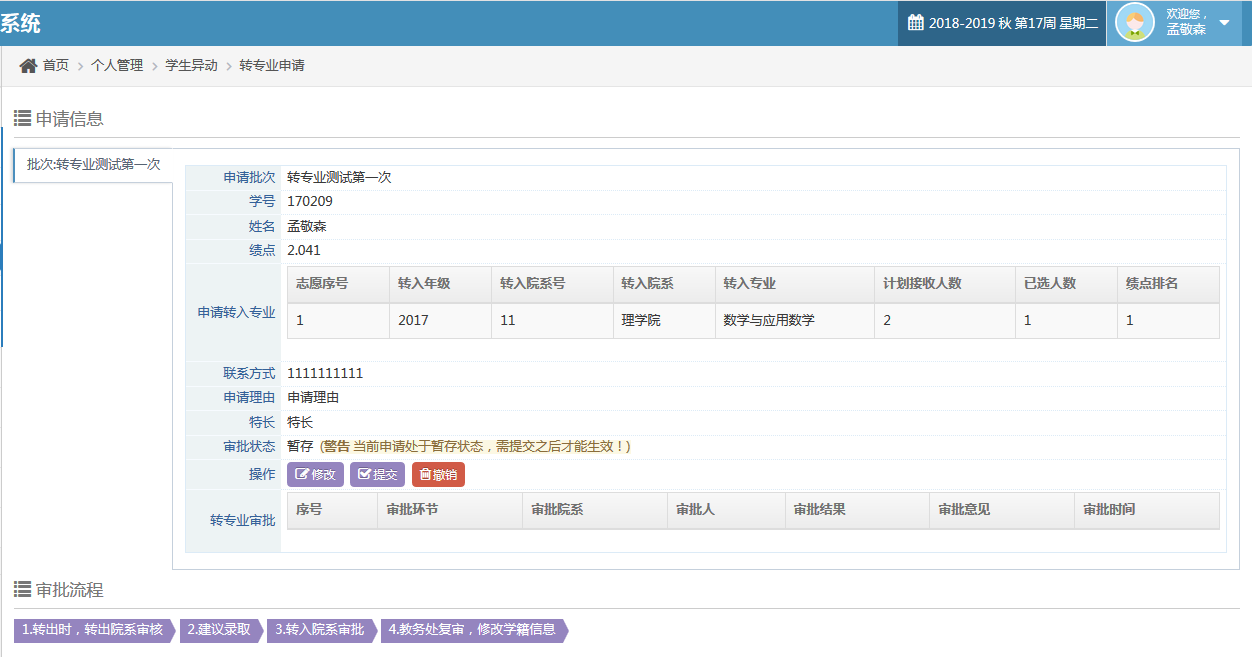 系统
2018-2019 秋 第17周 星期二
欢迎您，
孟敬森
首页 个人管理 学生异动 转专业申请
申请信息
批次:转专业测试第一次
申请批次 转专业测试第一次
学号 170209
姓名 孟敬森
绩点 2.041
申请转入专业
志愿序号 转入年级 转入院系号 转入院系 转入专业 计划接收人数 已选人数 绩点排名
1 2017 11 理学院 数学与应用数学 2 1 1
联系方式 1111111111
申请理由 申请理由
特长 特长
审批状态 暂存 (警告 当前申请处于暂存状态，需提交之后才能生效！)
操作 修改 提交 撤销
转专业审批
序号 审批环节 审批院系 审批人 审批结果 审批意见 审批时间
审批流程
1.转出时，转出院系审核 2.建议录取 3.转入院系审批 4.教务处复审，修改学籍信息